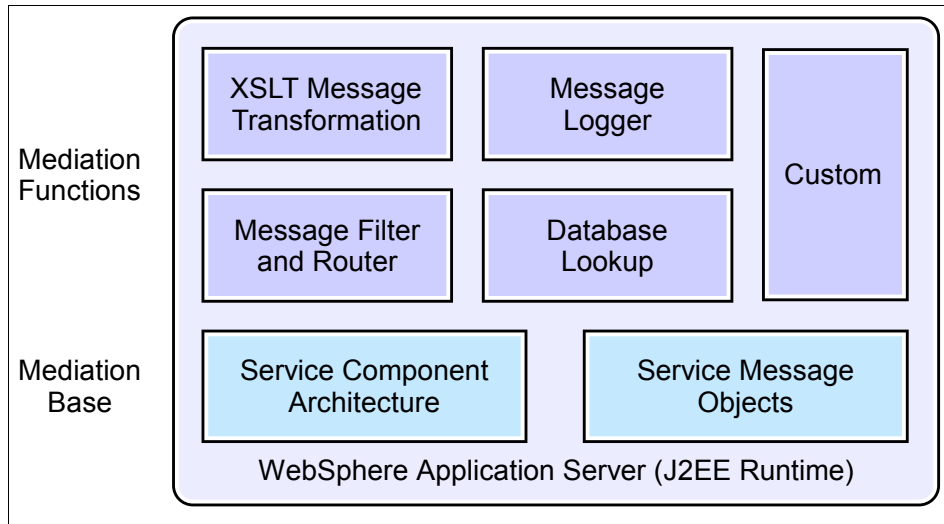 XSLT Message
Transformation
Message
Logger
Mediation
Functions
Custom
Message Filter
and Router
Database
Lookup
Mediation
Base
Service Component
Architecture
Service Message
Objects
WebSphere Application Server (J2EE Runtime)